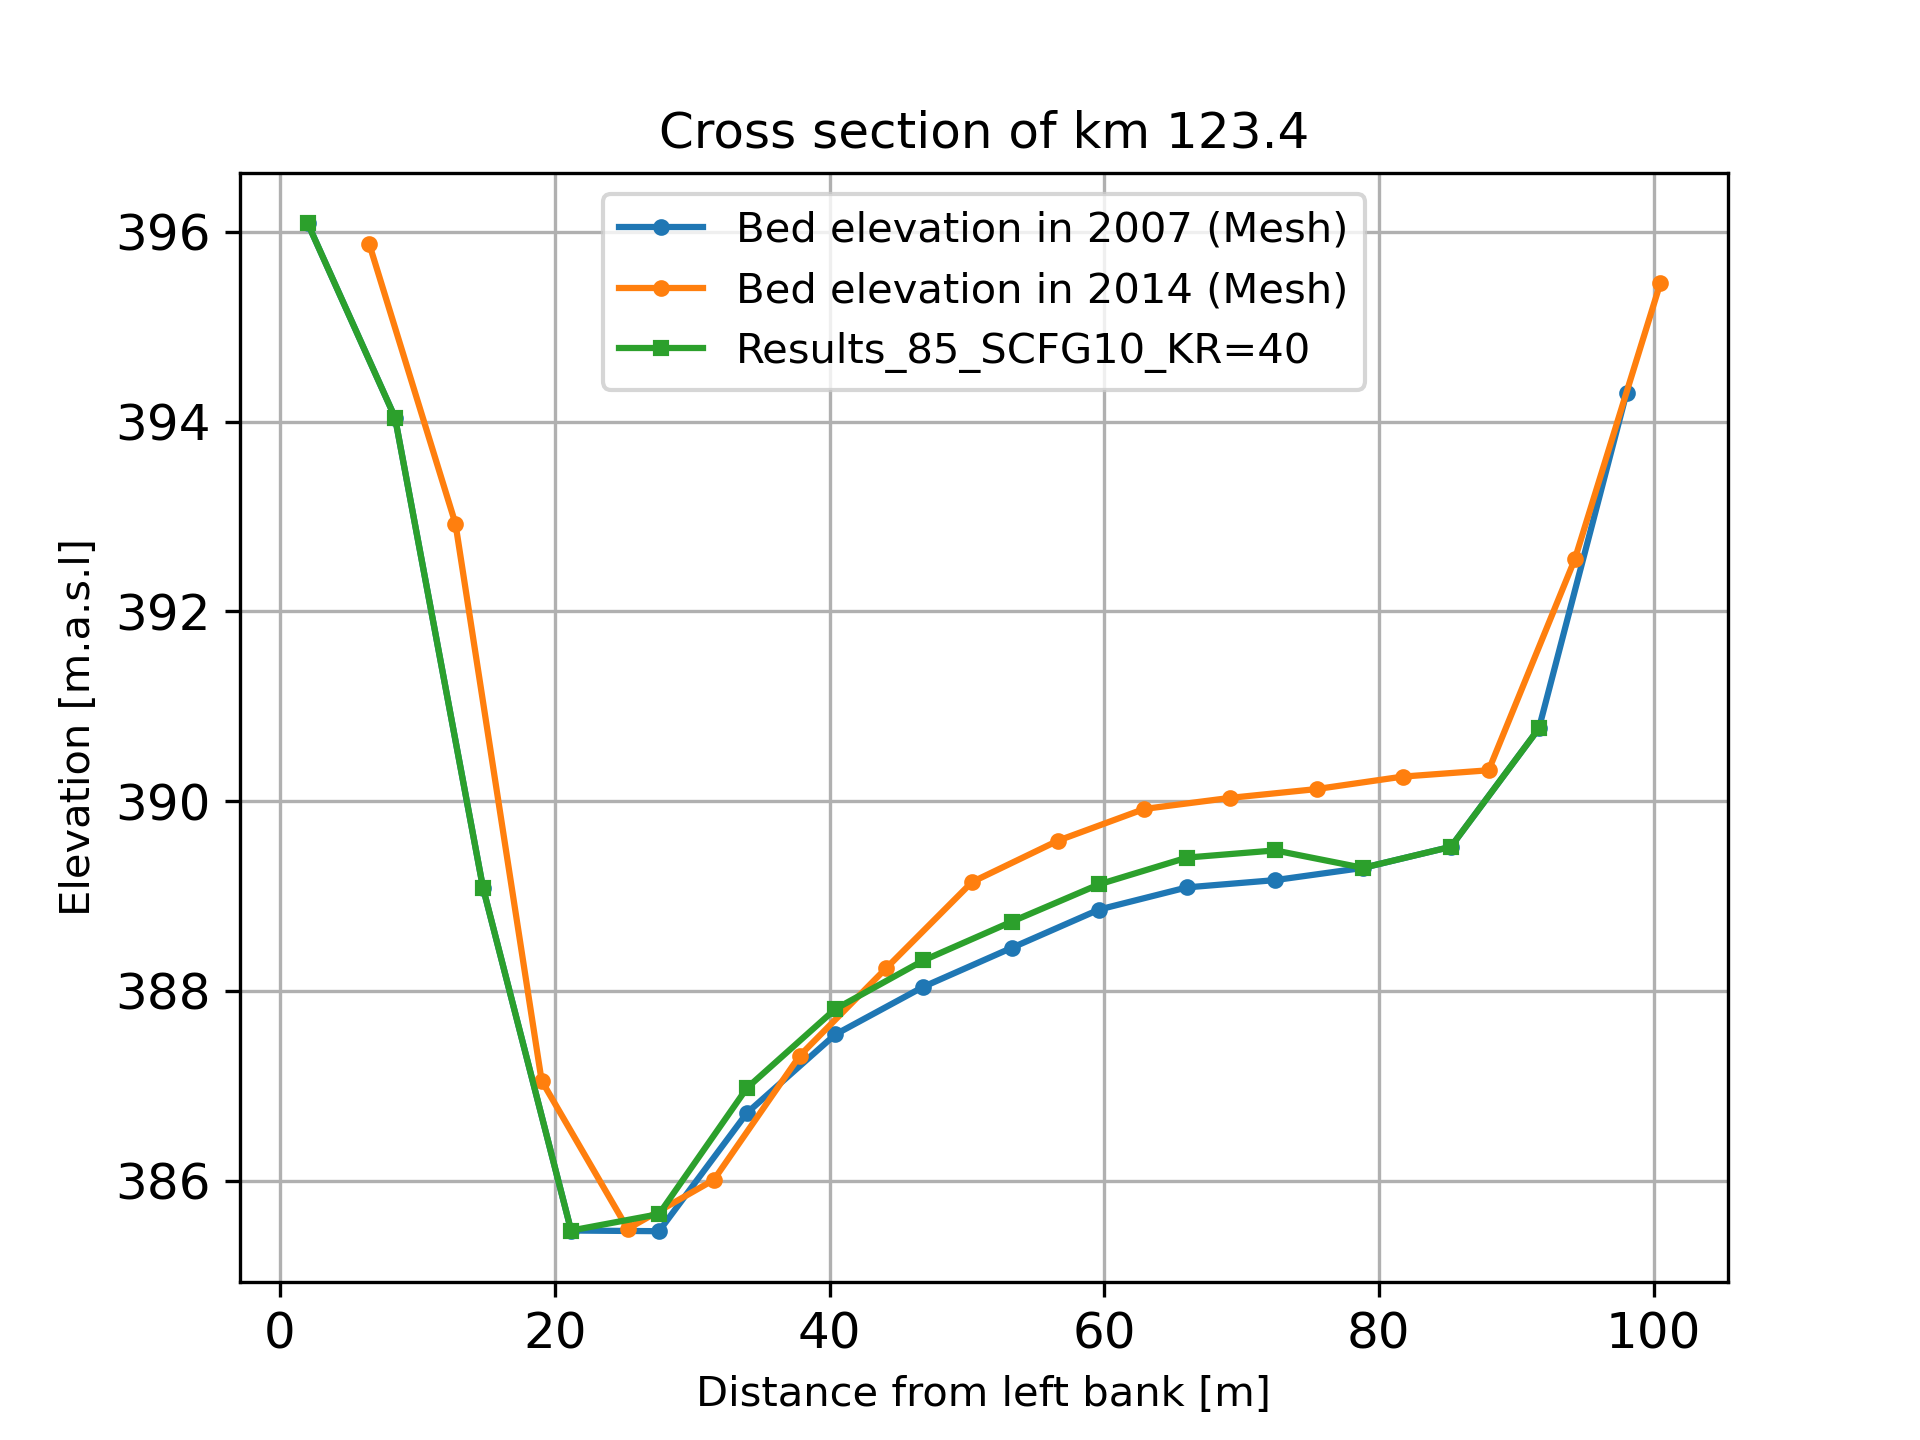 Cross section of km 123.4
Bed elevation in 2007 (Mesh)
Bed elevation in 2014 (Mesh)
Results_85_SCFG10_KR=40
396
394
392
390
388
386
Elevation [m.a.s.l]
0 20 40 60 80 100
Distance from left bank [m]